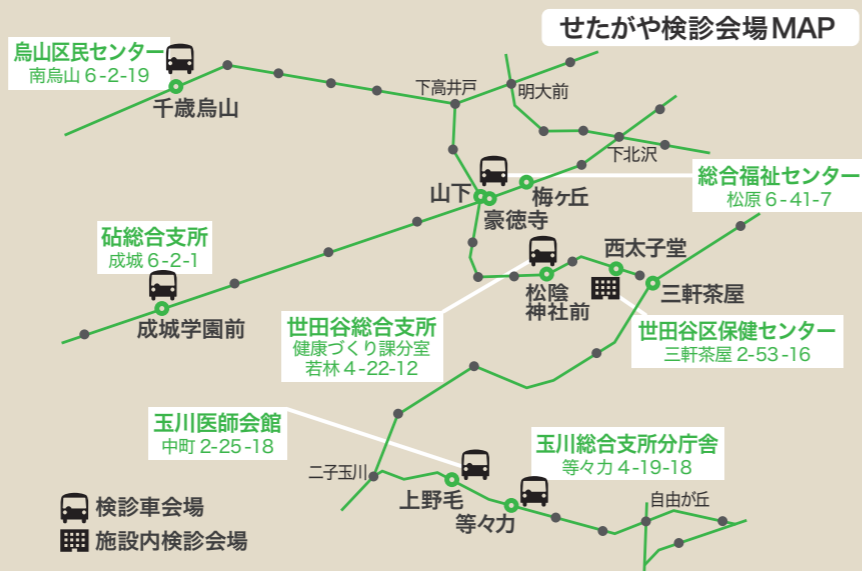 せたがや検診会場MAP
烏山区民センター
南烏山 6-2-19
千歳烏山
下高井戸
明大前
下北沢
総合福祉センター
松原 6-41-7
山下
豪徳寺
梅ヶ丘
砧総合支所
成城 6-2-1
成城学園前
西太子堂
松陰
神社前
三軒茶屋
世田谷総合支所
健康づくり課分室
若林 4-22-12
世田谷区保健センター
三軒茶屋 2-53-16
玉川医師会館
中町 2-25-18
玉川総合支所分庁舎
等々力 4-19-18
二子玉川
上野毛
等々力
自由が丘
検診車会場
施設内検診会場